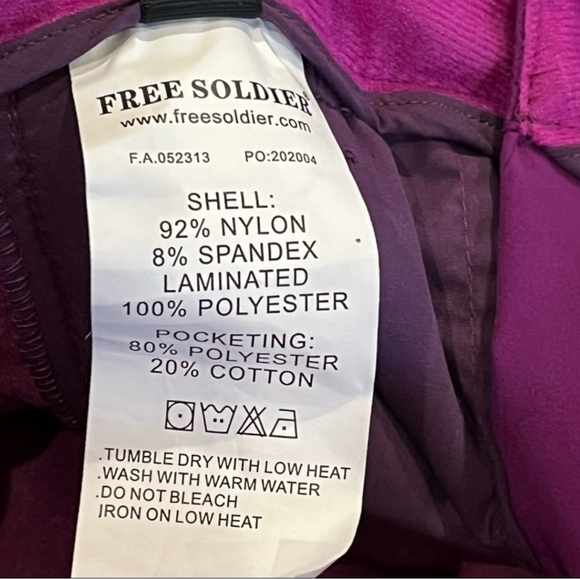 FREE SOLDIER
www.freesoldier.com
F.A.052313 PO:202004
SHELL:
92% NYLON
8% SPANDEX
LAMINATED
100% POLYESTER
POCKETING:
80% POLYESTER
20% COTTON
.TUMBLE DRY WITH LOW HEAT
.WASH WITH WARM WATER
.DO NOT BLEACH
IRON ON LOW HEAT